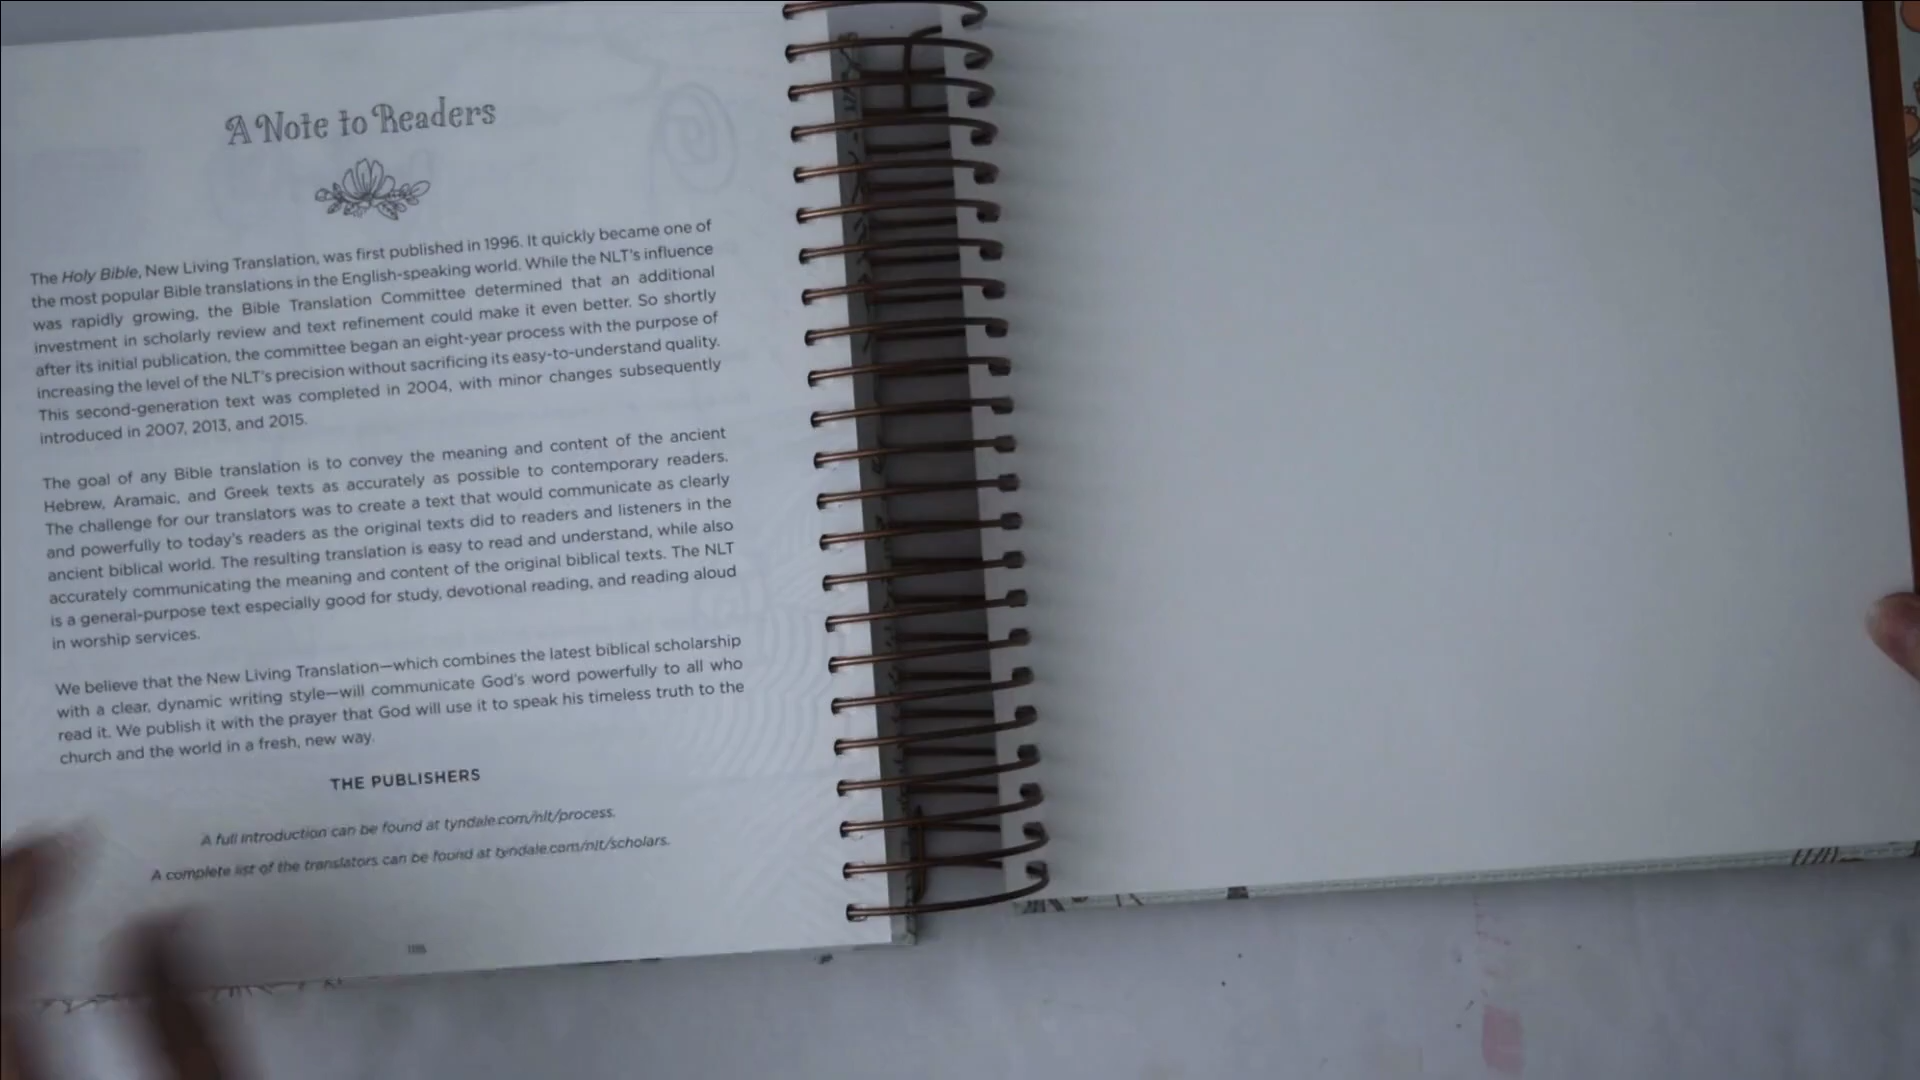 A Note to Readers
The Holy Bible, New Living Translation, was first published in 1996. It quickly became one of
the most popular Bible translations in the English-speaking world. While the NLT's influence
was rapidly growing, the Bible Translation Committee determined that an additional
investment in scholarly review and text refinement could make it even better. So shortly
after its initial publication, the committee began an eight-year process with the purpose of
increasing the level of the NLT's precision without sacrificing its easy-to-understand quality.
This second-generation text was completed in 2004, with minor changes subsequently
introduced in 2007, 2013, and 2015.
The goal of any Bible translation is to convey the meaning and content of the ancient
Hebrew, Aramaic, and Greek texts as accurately as possible to contemporary readers.
The challenge for our translators was to create a text that would communicate as clearly
and powerfully to today's readers as the original texts did to readers and listeners in the
ancient biblical world. The resulting translation is easy to read and understand, while also
accurately communicating the meaning and content of the original biblical texts. The NLT
is a general-purpose text especially good for study, devotional reading, and reading aloud
in worship services.
We believe that the New Living Translation—which combines the latest biblical scholarship
with a clear, dynamic writing style—will communicate God's word powerfully to all who
read it. We publish it with the prayer that God will use it to speak his timeless truth to the
church and the world in a fresh, new way.
THE PUBLISHERS
A full introduction can be found at tyndale.com/nlt/process.
A complete list of the translators can be found at tyndale.com/nlt/scholars.